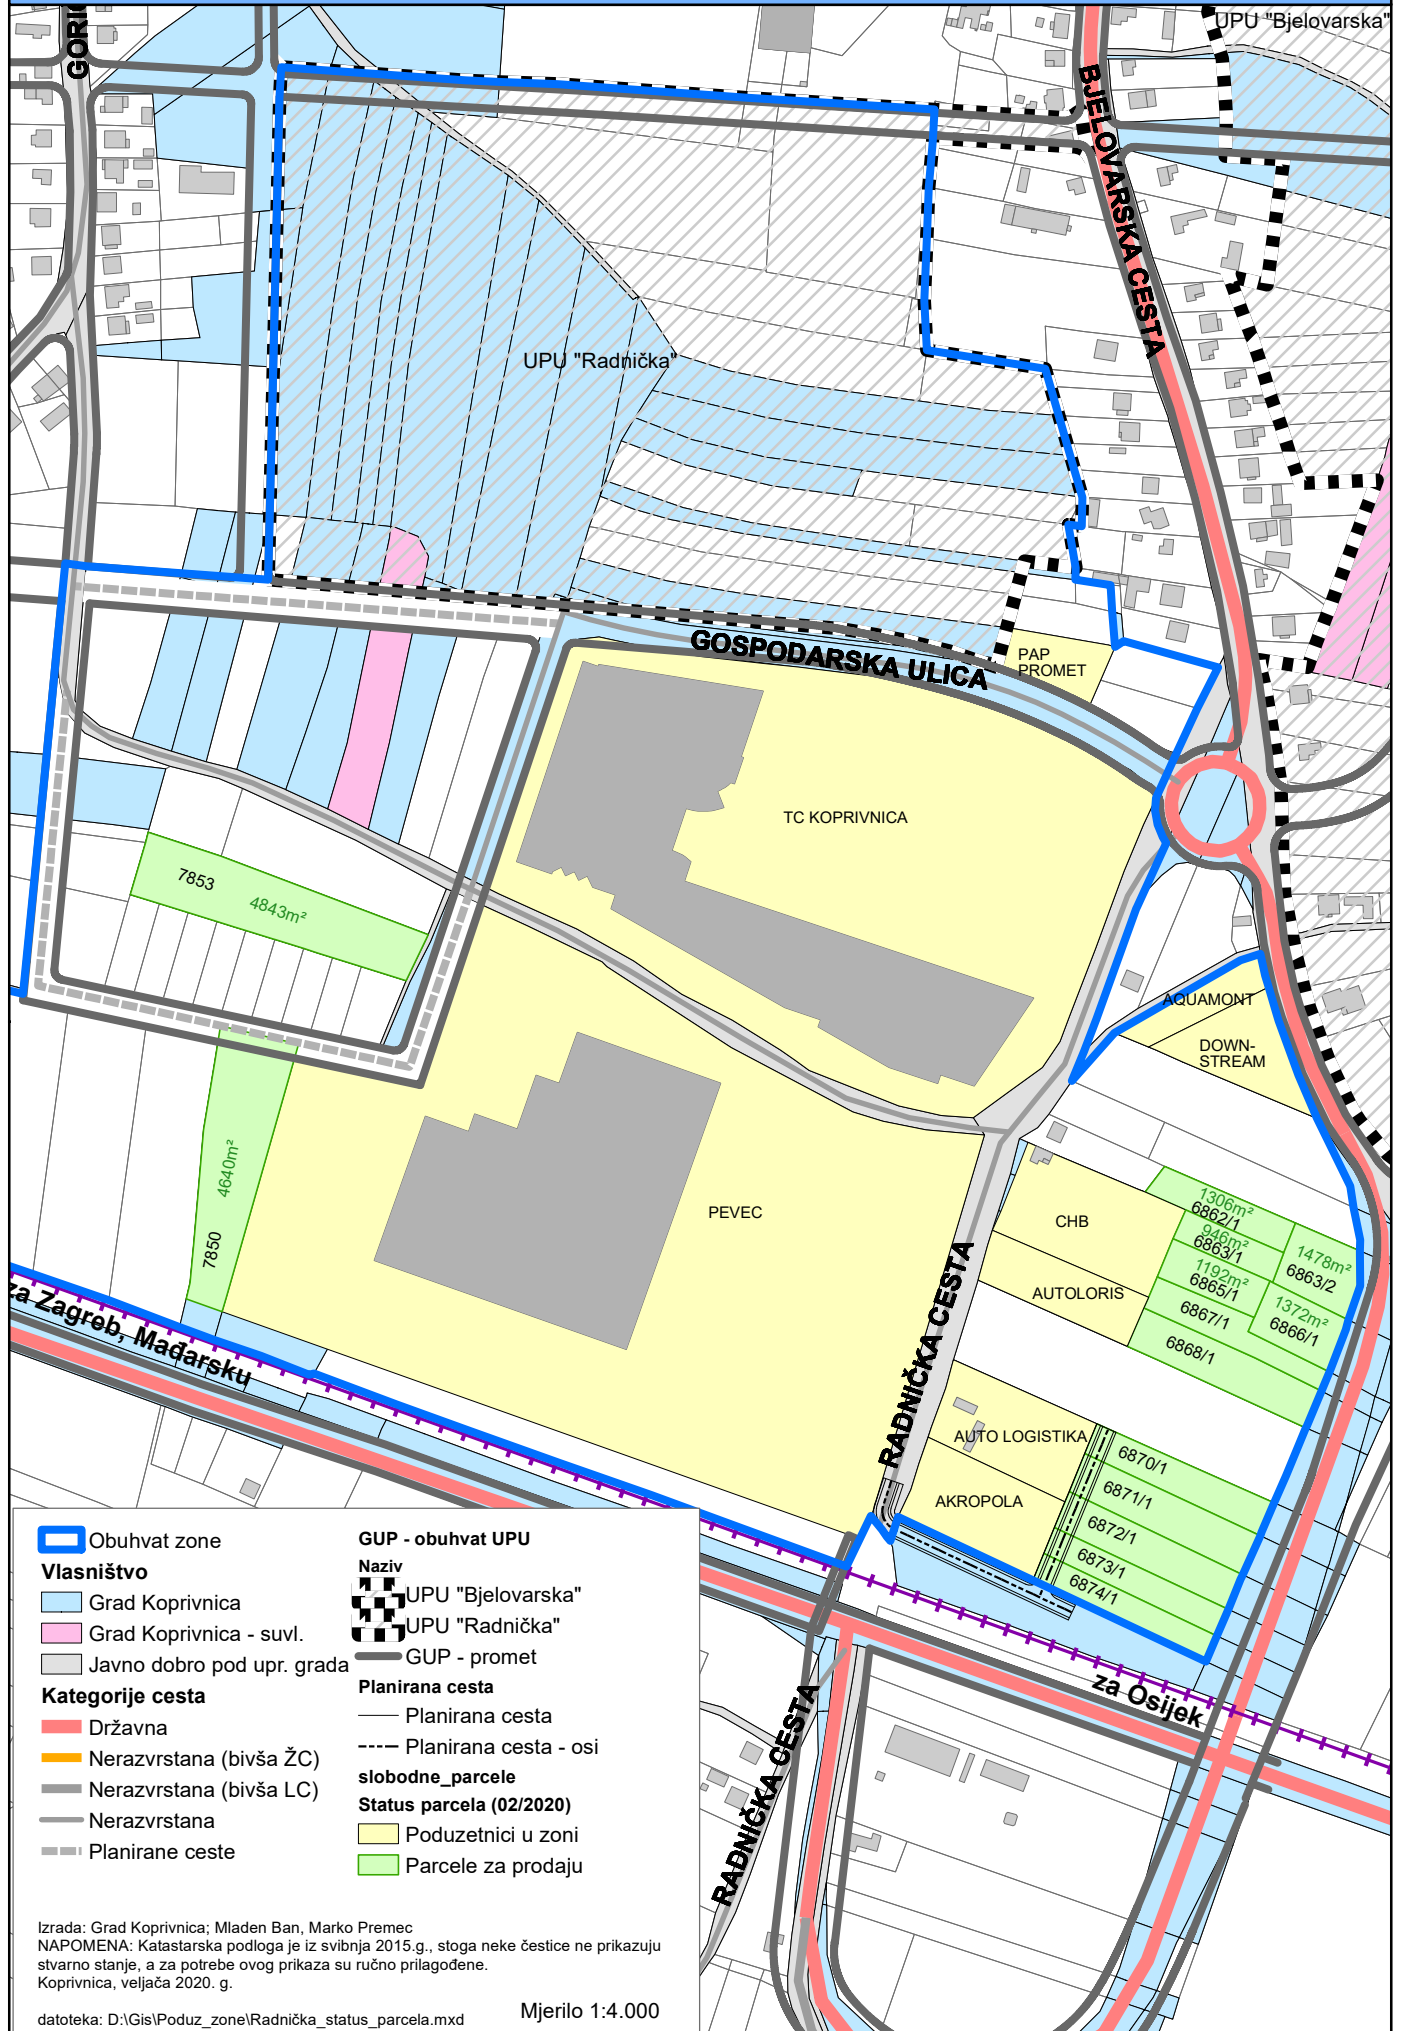 UPU "Bjelovarska"
GORIČ
BJELOVARSKA CESTA
UPU "Radnička"
GOSPODARSKA ULICA
PAP
PROMET
TC KOPRIVNICA
7853
4843m²
AQUAMONT
DOWN-
STREAM
4640m²
7850
PEVEC
CHB
AUTOLORIS
1306m²
6862/1
946m²
6863/1
1478m²
6863/2
1192m²
6865/1
1372m²
6866/1
6867/1
6868/1
RADNIČKA CESTA
za Zagreb, Mađarsku
AUTO LOGISTIKA
AKROPOLA
6870/1
6871/1
6872/1
6873/1
6874/1
za Osijek
RADNIČKA CESTA
Obuhvat zone
Vlasništvo
Grad Koprivnica
Grad Koprivnica - suvl.
Javno dobro pod upr. grada
Kategorije cesta
Državna
Nerazvrstana (bivša ŽC)
Nerazvrstana (bivša LC)
Nerazvrstana
Planirane ceste
GUP - obuhvat UPU
Naziv
UPU "Bjelovarska"
UPU "Radnička"
GUP - promet
Planirana cesta
Planirana cesta
Planirana cesta - osi
slobodne_parcele
Status parcela (02/2020)
Poduzetnici u zoni
Parcele za prodaju
Izrada: Grad Koprivnica; Mladen Ban, Marko Premec
NAPOMENA: Katastarska podloga je iz svibnja 2015.g., stoga neke čestice ne prikazuju
stvarno stanje, a za potrebe ovog prikaza su ručno prilagođene.
Koprivnica, veljača 2020. g.
datoteka: D:\Gis\Poduz_zone\Radnička_status_parcela.mxd
Mjerilo 1:4.000